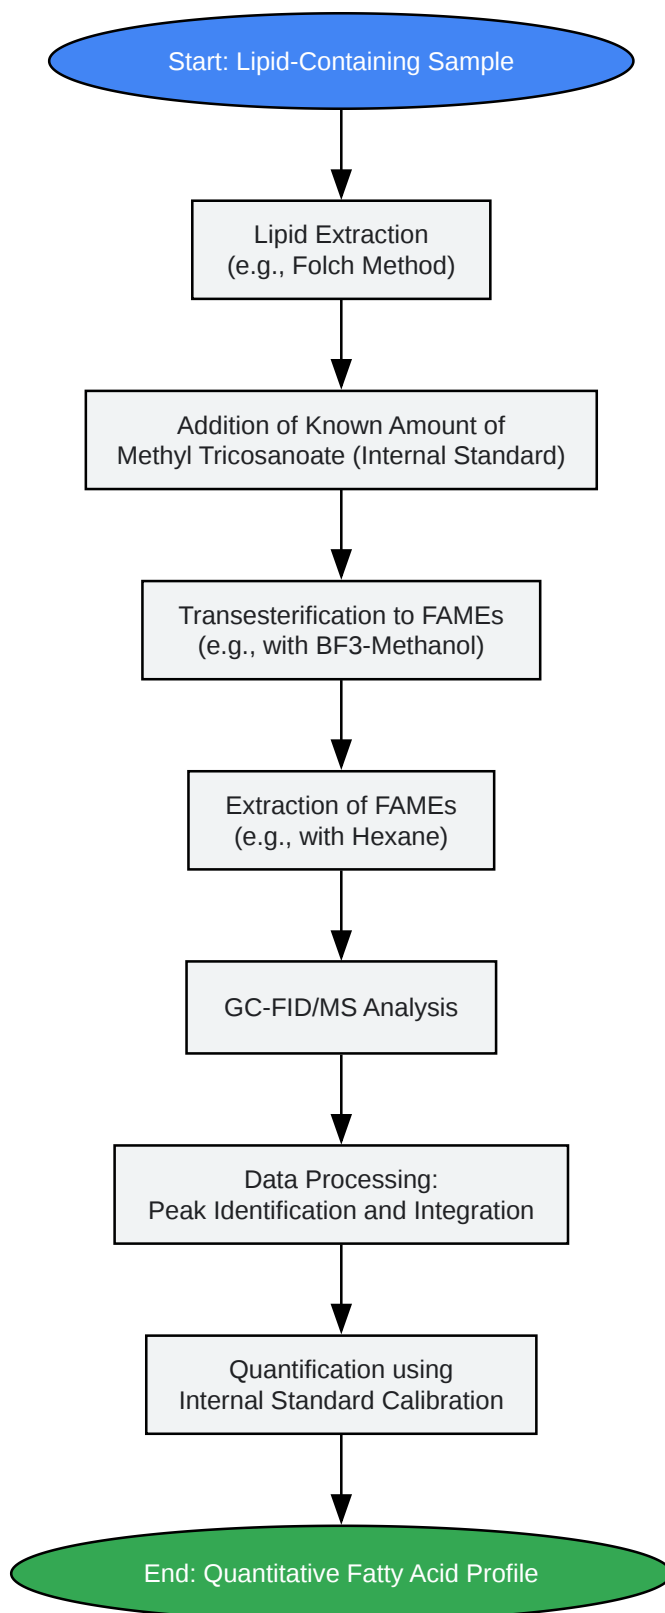 Start: Lipid-Containing Sample
Lipid Extraction
(e.g., Folch Method)
Addition of Known Amount of
Methyl Tricosanoate (Internal Standard)
Transesterification to FAMEs
(e.g., with BF3-Methanol)
Extraction of FAMEs
(e.g., with Hexane)
GC-FID/MS Analysis
Data Processing:
Peak Identification and Integration
Quantification using
Internal Standard Calibration
End: Quantitative Fatty Acid Profile